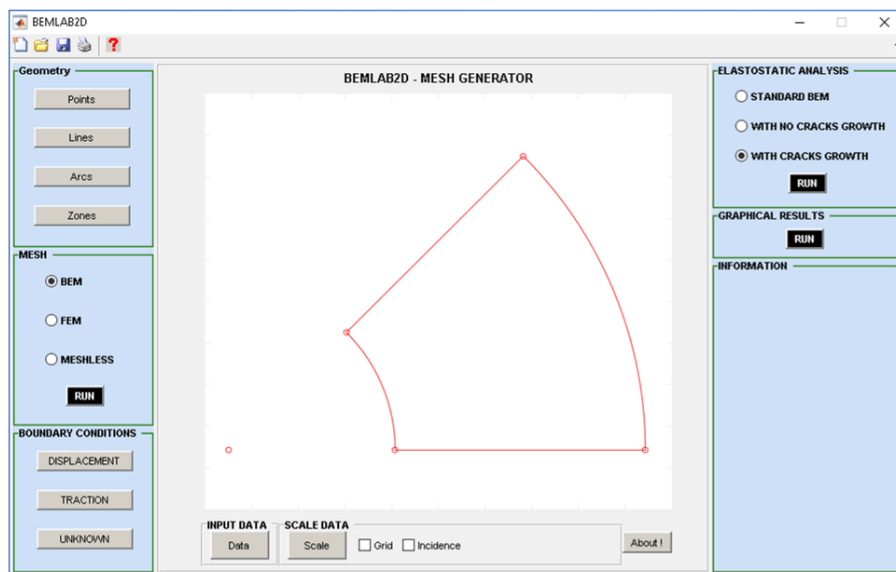 BEMLAB2D
?
Geometry
Points
Lines
Arcs
Zones
MESH
BEM
FEM
MESHLESS
RUN
BOUNDARY CONDITIONS
DISPLACEMENT
TRACTION
UNKNOWN
BEMLAB2D - MESH GENERATOR
INPUT DATA
Data
SCALE DATA
Scale
Grid
Incidence
About !
ELASTOSTATIC ANALYSIS
STANDARD BEM
WITH NO CRACKS GROWTH
WITH CRACKS GROWTH
RUN
GRAPHICAL RESULTS
RUN
INFORMATION